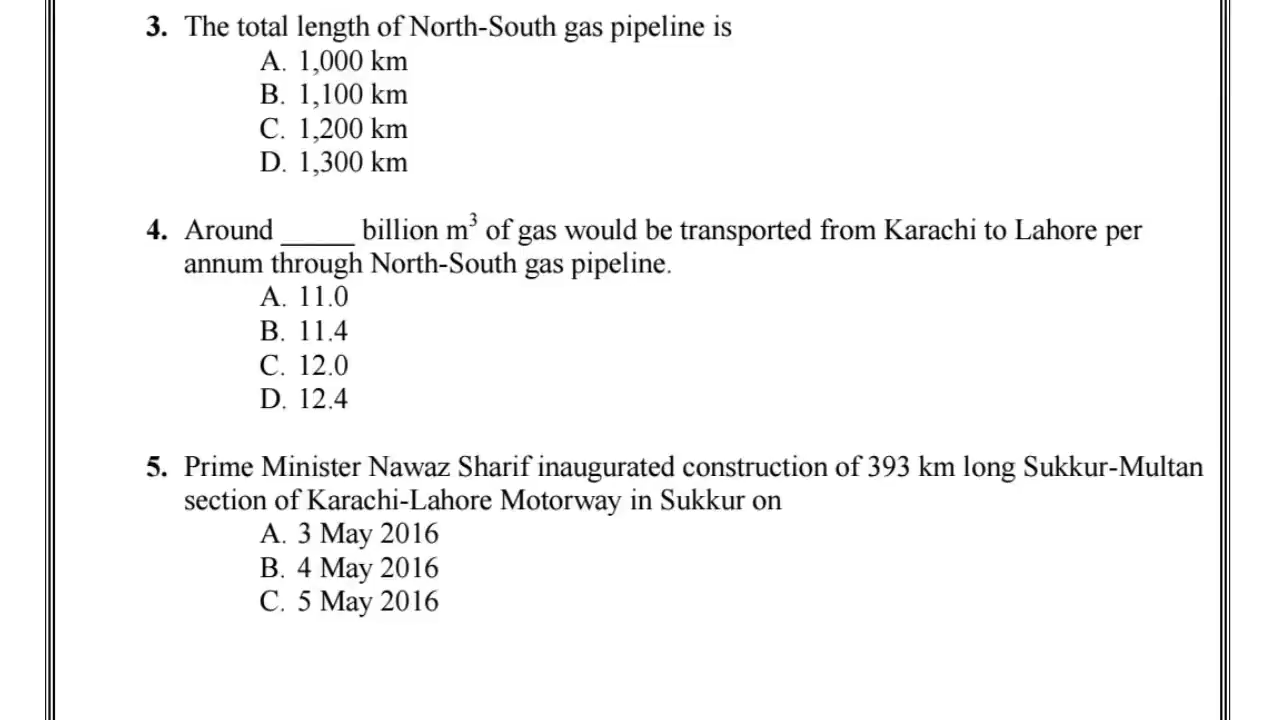 3. The total length of North-South gas pipeline is
A. 1,000 km
B. 1,100 km
C. 1,200 km
D. 1,300 km
4. Around _____ billion m³ of gas would be transported from Karachi to Lahore per
annum through North-South gas pipeline.
A. 11.0
B. 11.4
C. 12.0
D. 12.4
5. Prime Minister Nawaz Sharif inaugurated construction of 393 km long Sukkur-Multan
section of Karachi-Lahore Motorway in Sukkur on
A. 3 May 2016
B. 4 May 2016
C. 5 May 2016